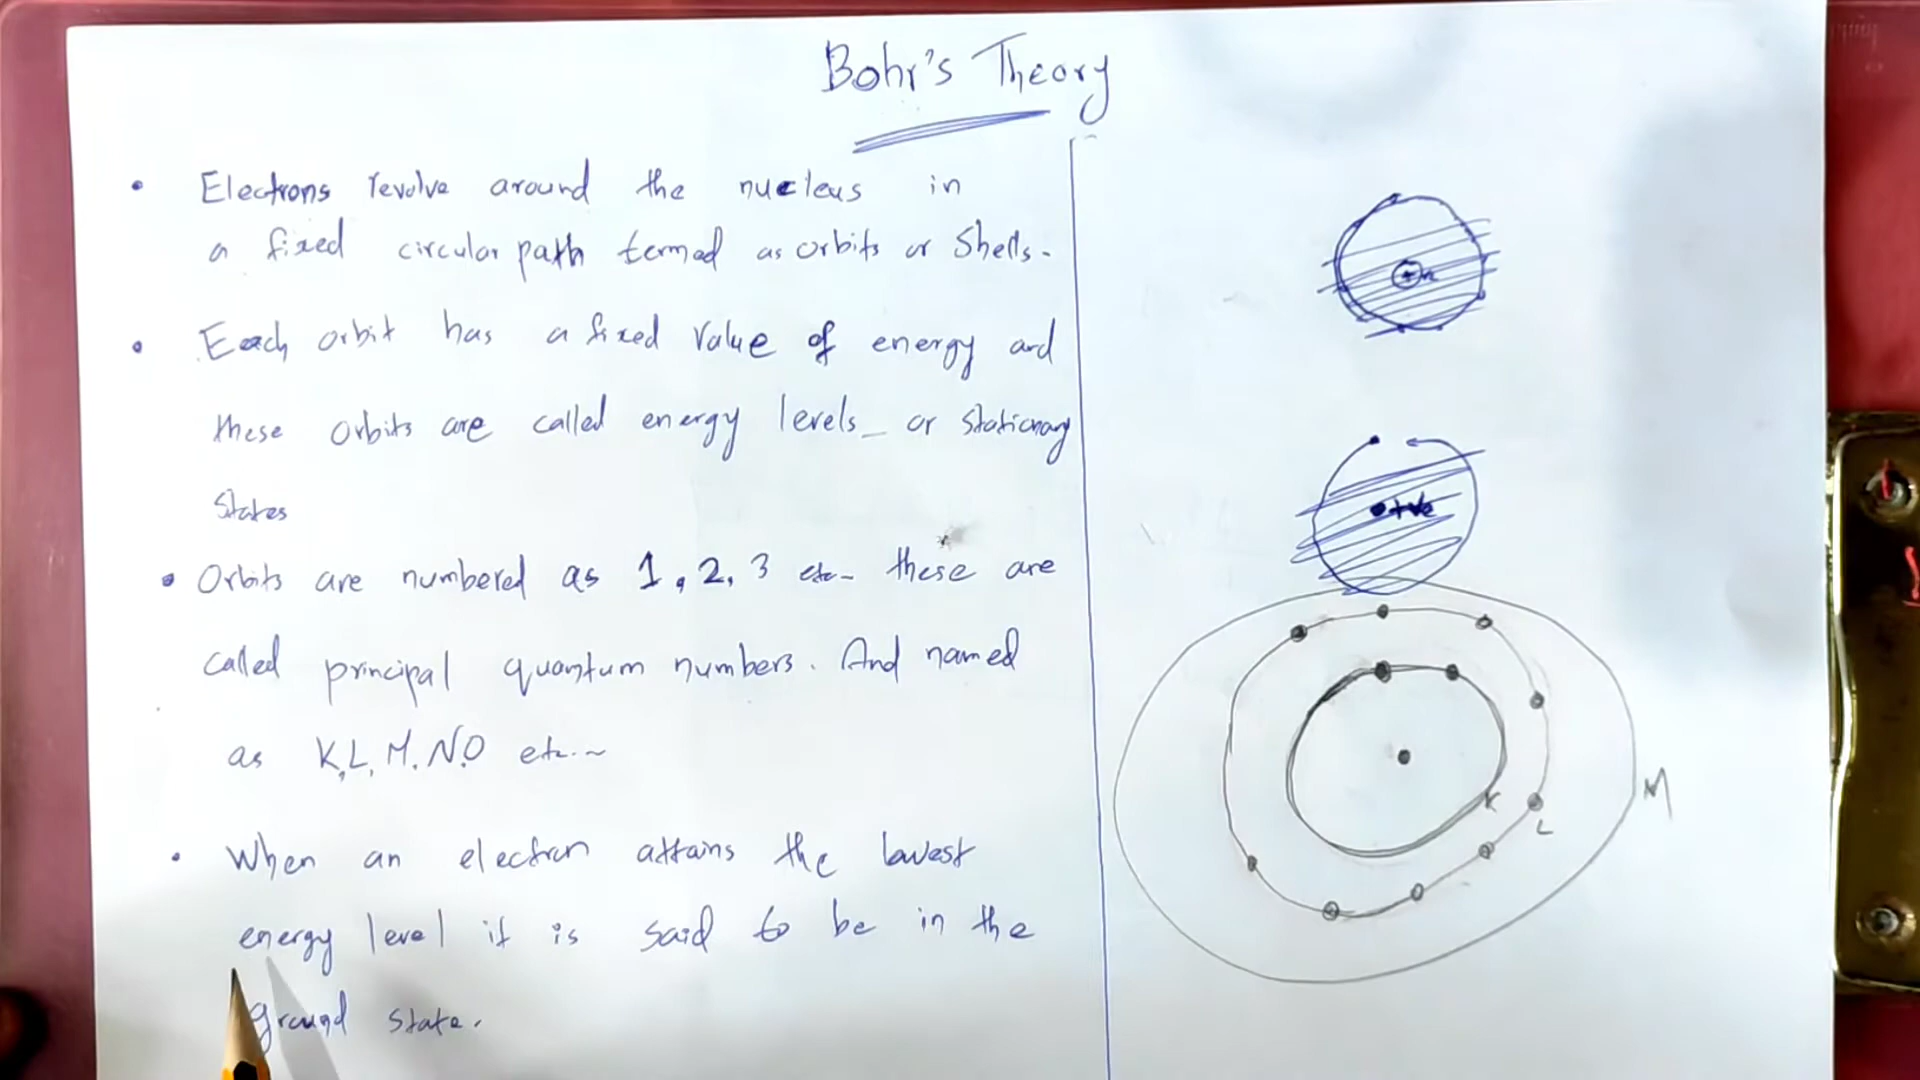 Bohr's Theory
• Electrons revolve around the nucleus in
a fixed circular path termed as orbits or Shells.
• Each orbit has a fixed value of energy and
these orbits are called energy levels or stationary
states
• Orbits are numbered as 1, 2, 3 etc- these are
called principal quantum numbers. And named
as K, L, M, N, O etc..
• When an electron attains the lowest
energy level it is said to be in the
ground state.
+ve
K
L
M